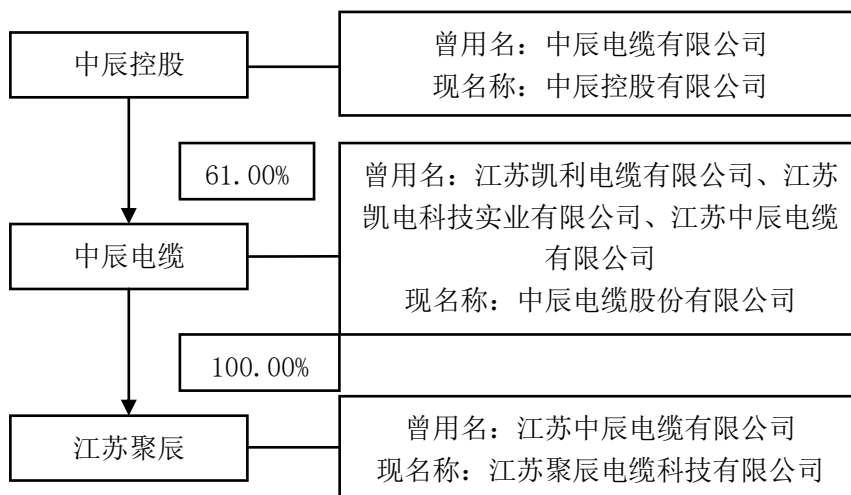 中辰控股
曾用名：中辰电缆有限公司
现名称：中辰控股有限公司
61.00%
曾用名：江苏凯利电缆有限公司、江苏
凯电科技实业有限公司、江苏中辰电缆
有限公司
现名称：中辰电缆股份有限公司
中辰电缆
100.00%
江苏聚辰
曾用名：江苏中辰电缆有限公司
现名称：江苏聚辰电缆科技有限公司